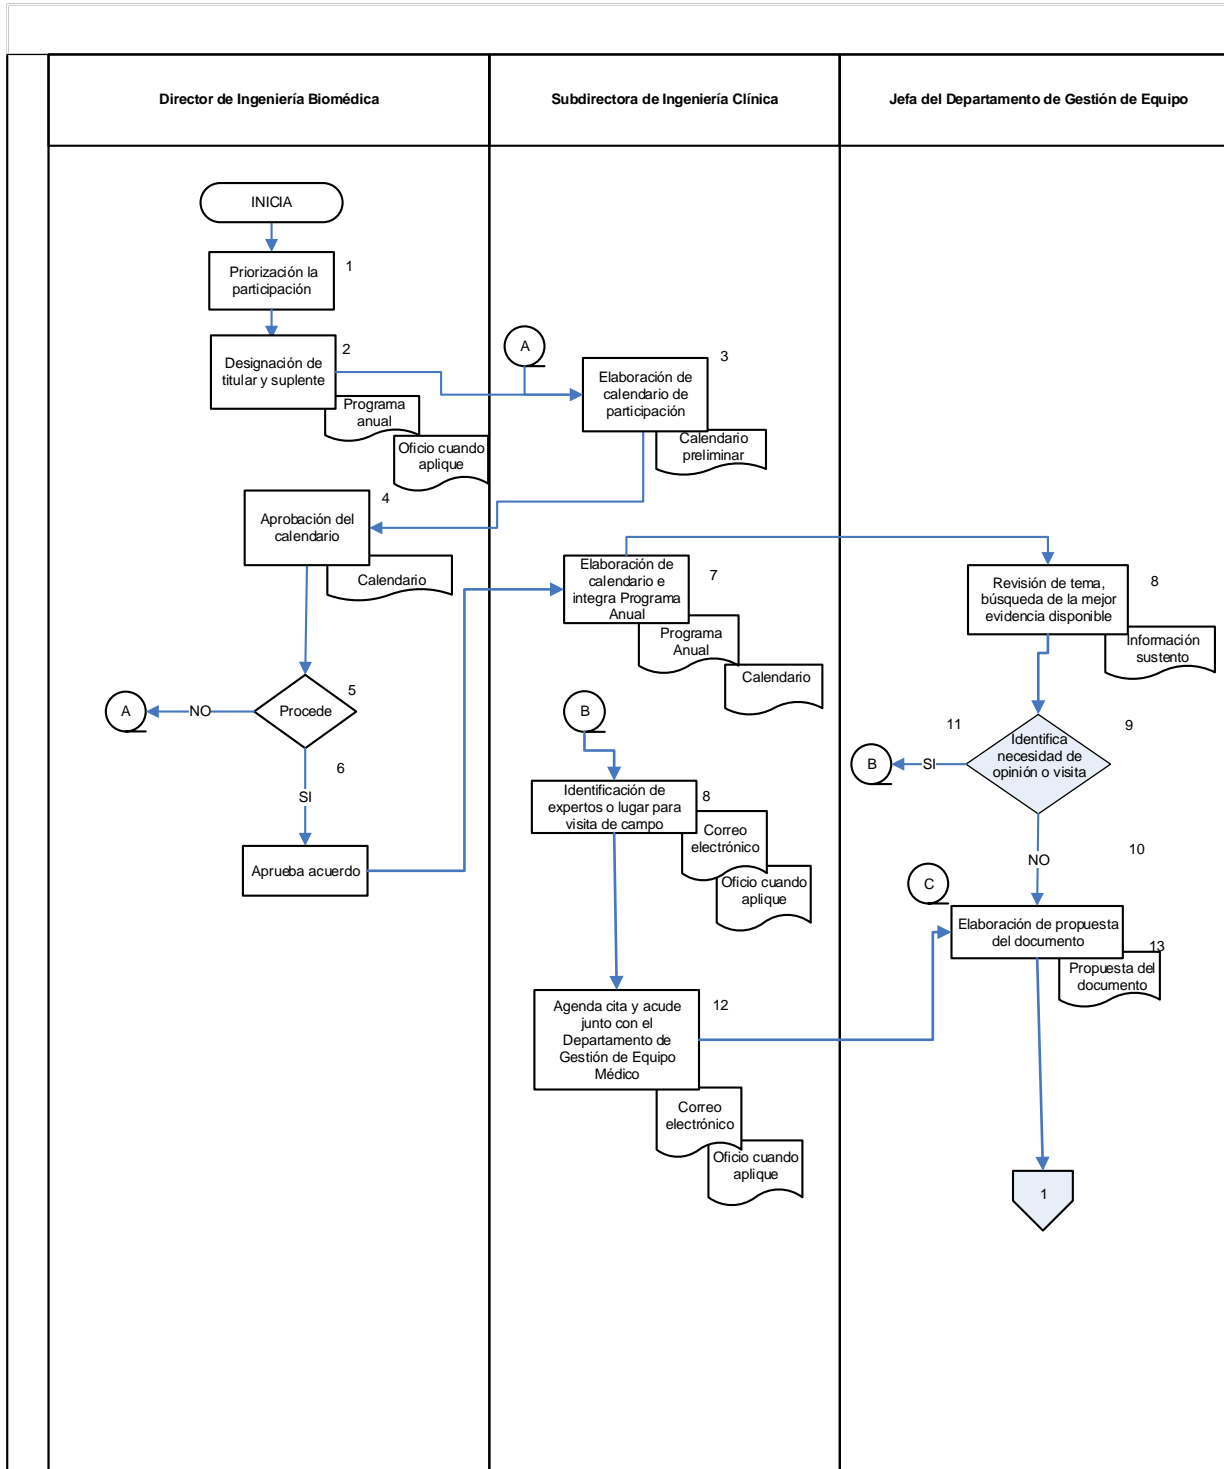 Director de Ingeniería Biomédica
Subdirectora de Ingeniería Clínica
Jefa del Departamento de Gestión de Equipo
INICIA
1
Priorización la
participación
2
Designación de
titular y suplente
Programa
anual
Oficio cuando
aplique
A
3
Elaboración de
calendario de
participación
Calendario
preliminar
4
Aprobación del
calendario
Calendario
5
Procede
NO
A
6
SI
Aprueba acuerdo
7
Elaboración de
calendario e
integra Programa
Anual
Programa
Anual
Calendario
8
Revisión de tema,
búsqueda de la mejor
evidencia disponible
Información
sustento
9
Identifica
necesidad de
opinión o visita
11
SI
B
NO
10
B
8
Identificación de
expertos o lugar para
visita de campo
Correo
electrónico
Oficio cuando
aplique
12
Agenda cita y acude
junto con el
Departamento de
Gestión de Equipo
Médico
Correo
electrónico
Oficio cuando
aplique
C
Elaboración de propuesta
del documento
13
Propuesta del
documento
1